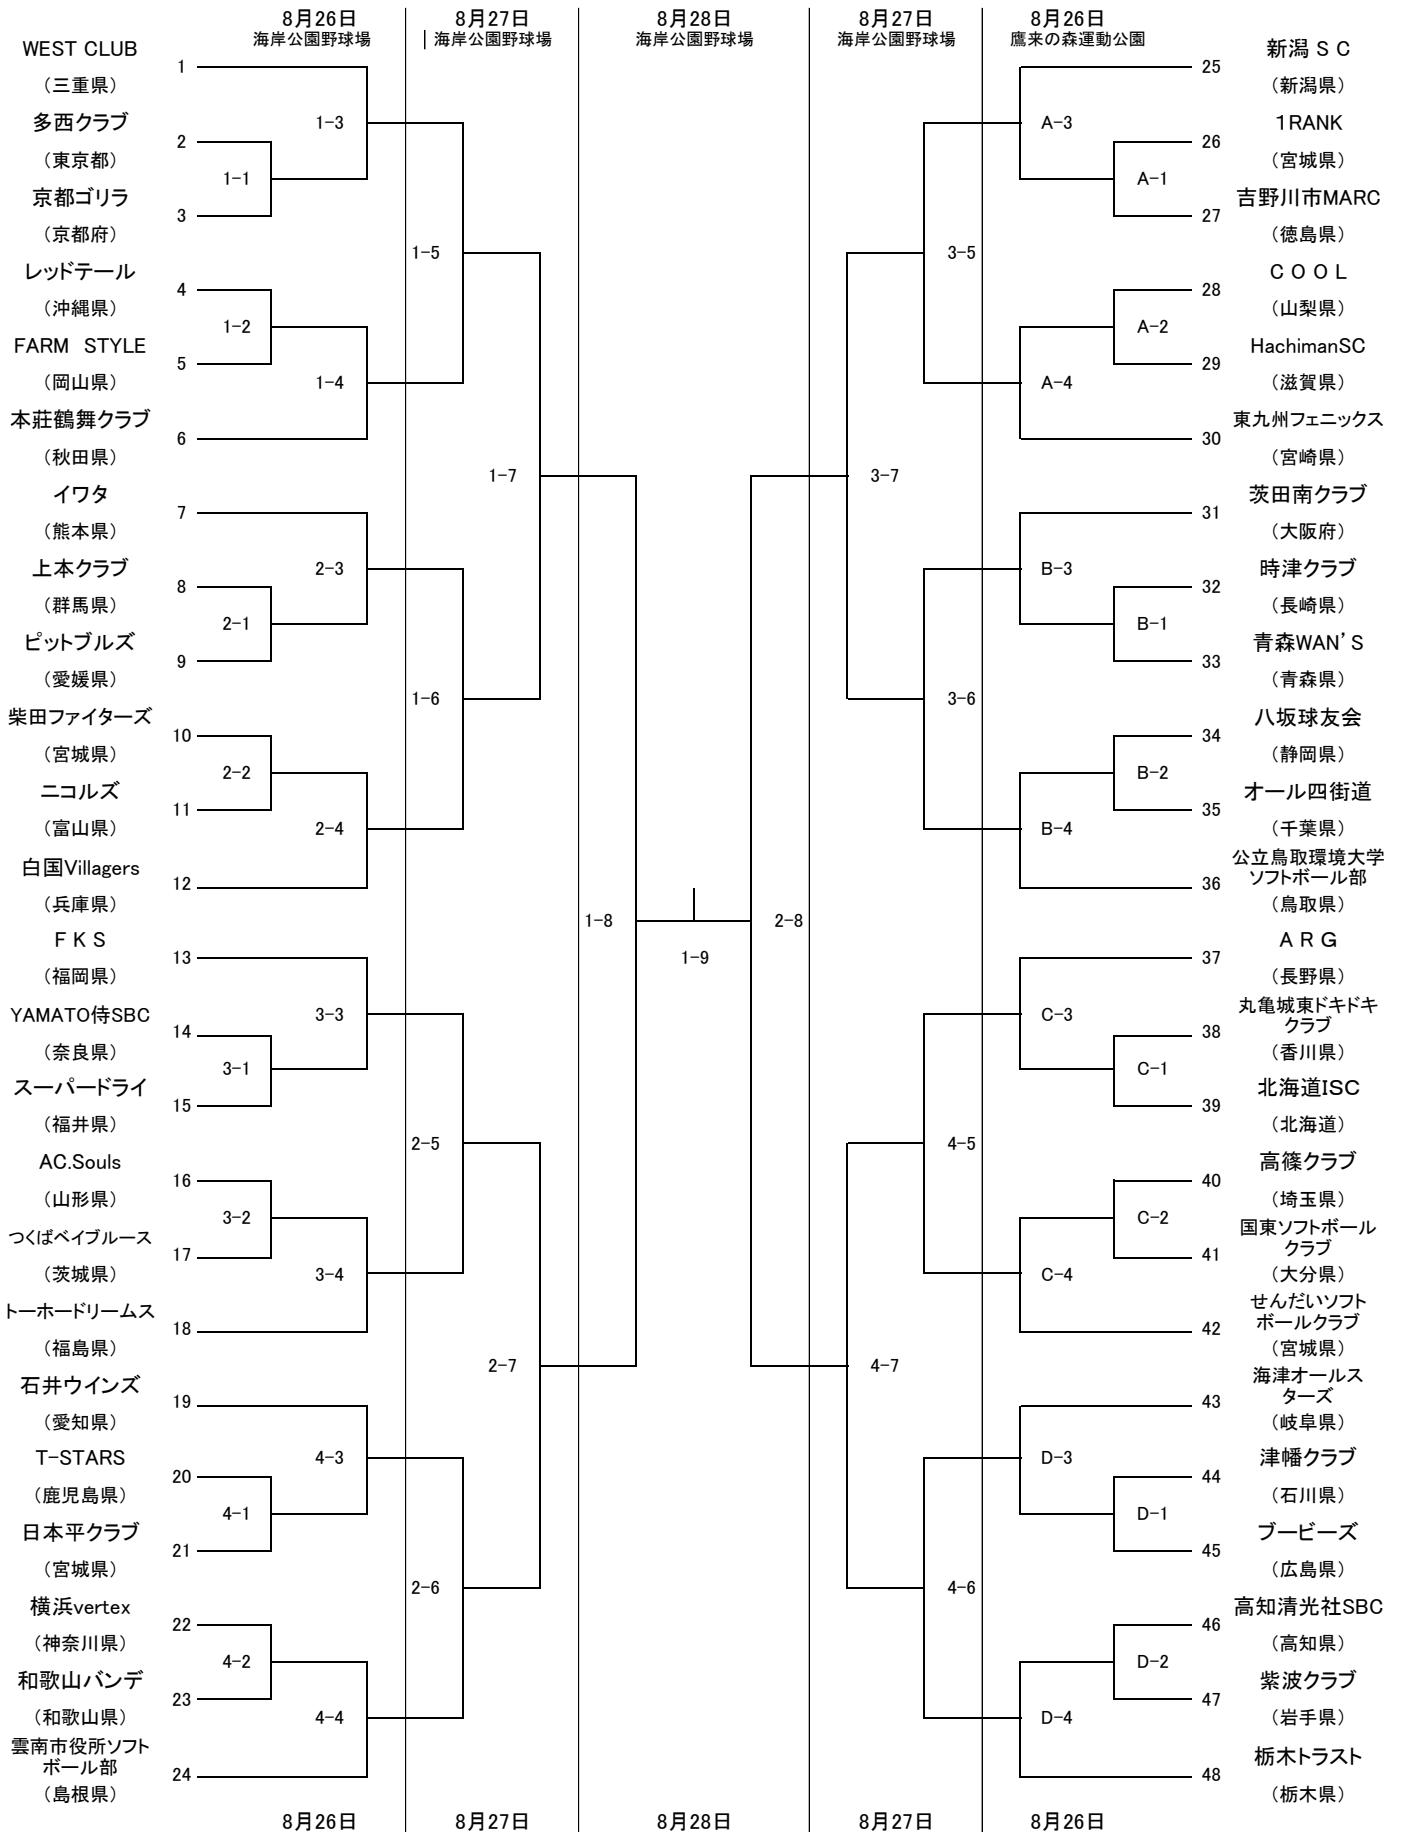 8月26日
海岸公園野球場
8月27日
海岸公園野球場
8月28日
海岸公園野球場
8月27日
海岸公園野球場
8月26日
鷹来の森運動公園
WEST CLUB
1
(三重県)
多西クラブ
2
(東京都)
京都ゴリラ
3
(京都府)
レッドテール
4
(沖縄県)
FARM　STYLE
5
(岡山県)
本荘鶴舞クラブ
6
(秋田県)
イワタ
7
(熊本県)
上本クラブ
8
(群馬県)
ピットブルズ
9
(愛媛県)
柴田ファイターズ
10
(宮城県)
ニコルズ
11
(富山県)
白国Villagers
12
(兵庫県)
ＦＫＳ
13
(福岡県)
YAMATO侍SBC
14
(奈良県)
スーパードライ
15
(福井県)
AC.Souls
16
(山形県)
つくばベイブルース
17
(茨城県)
トーホードリームス
18
(福島県)
石井ウインズ
19
(愛知県)
T-STARS
20
(鹿児島県)
日本平クラブ
21
(宮城県)
横浜vertex
22
(神奈川県)
和歌山バンデ
23
(和歌山県)
雲南市役所ソフト
ボール部
24
(島根県)
1-3
1-1
1-2
1-4
2-3
2-1
2-2
2-4
3-3
3-1
3-2
3-4
4-3
4-1
4-2
4-4
1-5
1-6
2-5
2-6
1-7
2-7
1-8
1-9
2-8
3-7
4-7
3-5
3-6
4-5
4-6
A-3
A-1
A-2
A-4
B-3
B-1
B-2
B-4
C-3
C-1
C-2
C-4
D-3
D-1
D-2
D-4
新潟ＳＣ
25
(新潟県)
1RANK
26
(宮城県)
吉野川市MARC
27
(徳島県)
ＣＯＯＬ
28
(山梨県)
HachimanSC
29
(滋賀県)
東九州フェニックス
30
(宮崎県)
茨田南クラブ
31
(大阪府)
時津クラブ
32
(長崎県)
青森WAN’S
33
(青森県)
八坂球友会
34
(静岡県)
オール四街道
35
(千葉県)
公立鳥取環境大学
ソフトボール部
36
(鳥取県)
ＡＲＧ
37
(長野県)
丸亀城東ドキドキ
クラブ
38
(香川県)
北海道ISC
39
(北海道)
高篠クラブ
40
(埼玉県)
国東ソフトボール
クラブ
41
(大分県)
せんだいソフト
ボールクラブ
42
(宮城県)
海津オールス
ターズ
43
(岐阜県)
津幡クラブ
44
(石川県)
ブービーズ
45
(広島県)
高知清光社SBC
46
(高知県)
紫波クラブ
47
(岩手県)
栃木トラスト
48
(栃木県)
8月26日
8月27日
8月28日
8月27日
8月26日